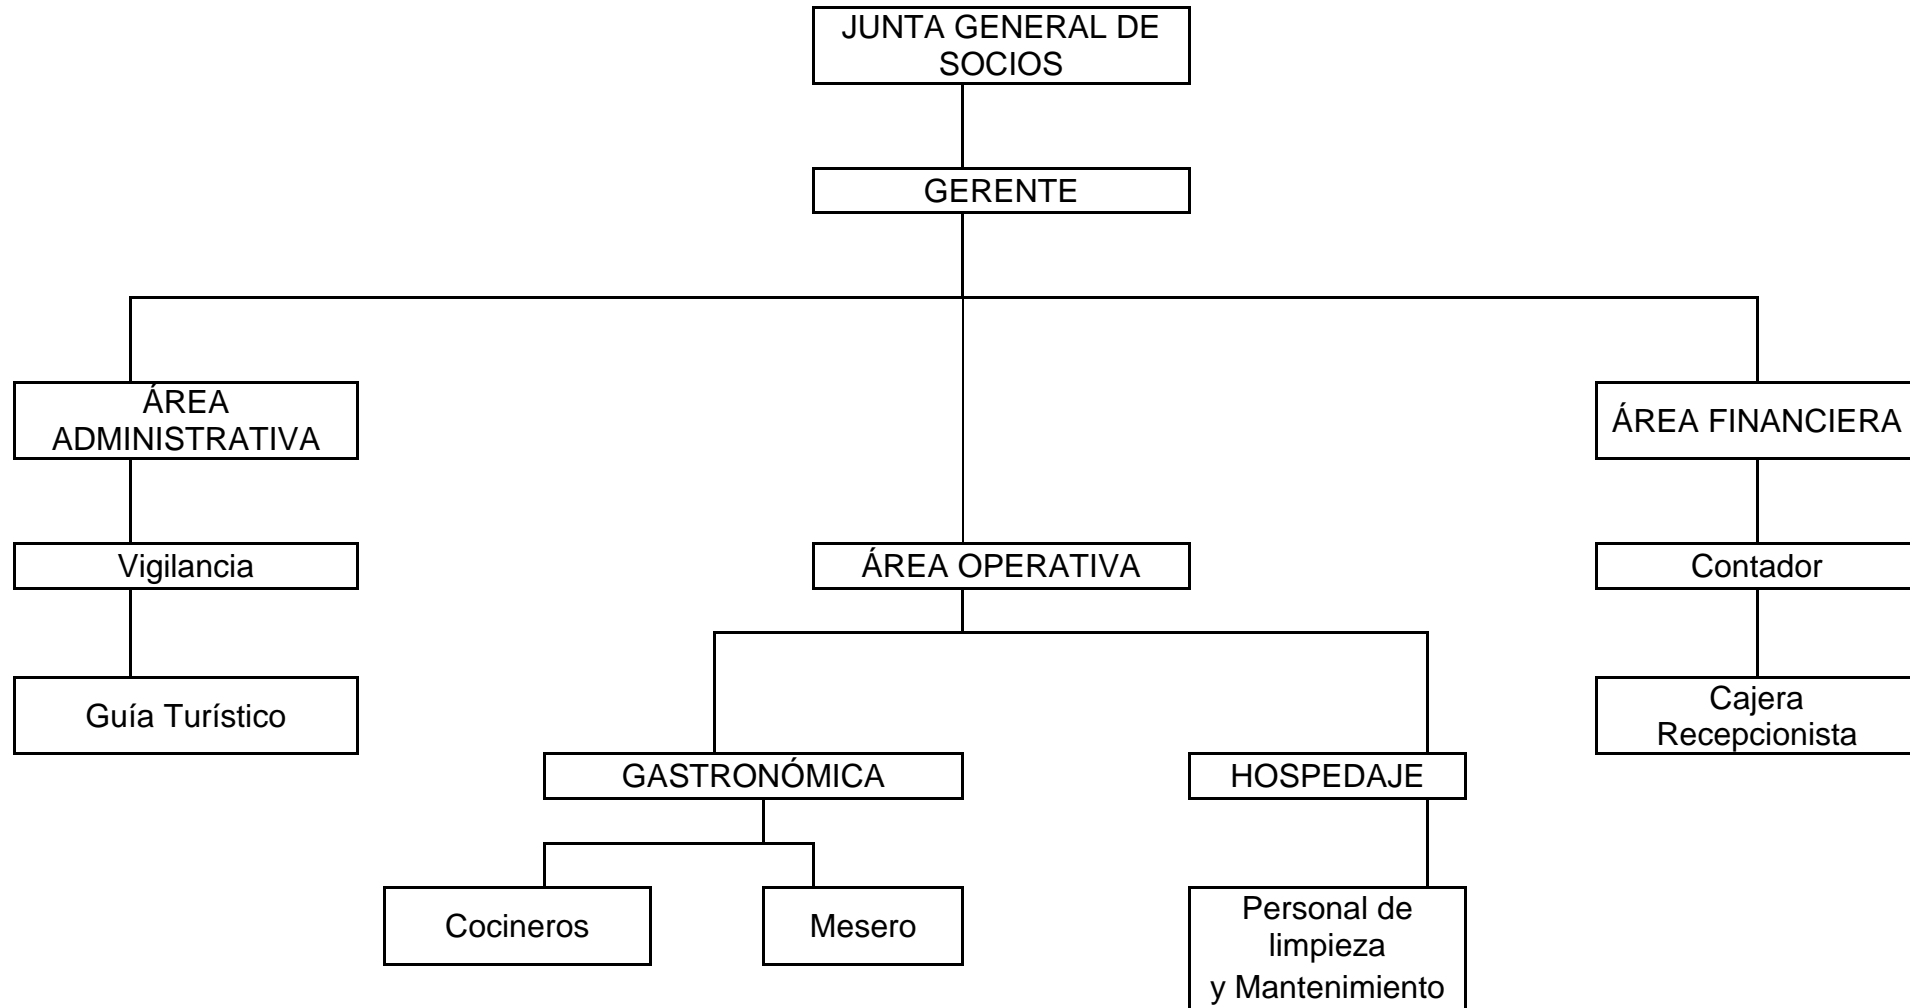 JUNTA GENERAL DE
SOCIOS
GERENTE
ÁREA
ADMINISTRATIVA
ÁREA FINANCIERA
Vigilancia
ÁREA OPERATIVA
Contador
Guía Turístico
Cajera
Recepcionista
GASTRONÓMICA
HOSPEDAJE
Cocineros
Mesero
Personal de
limpieza
y Mantenimiento